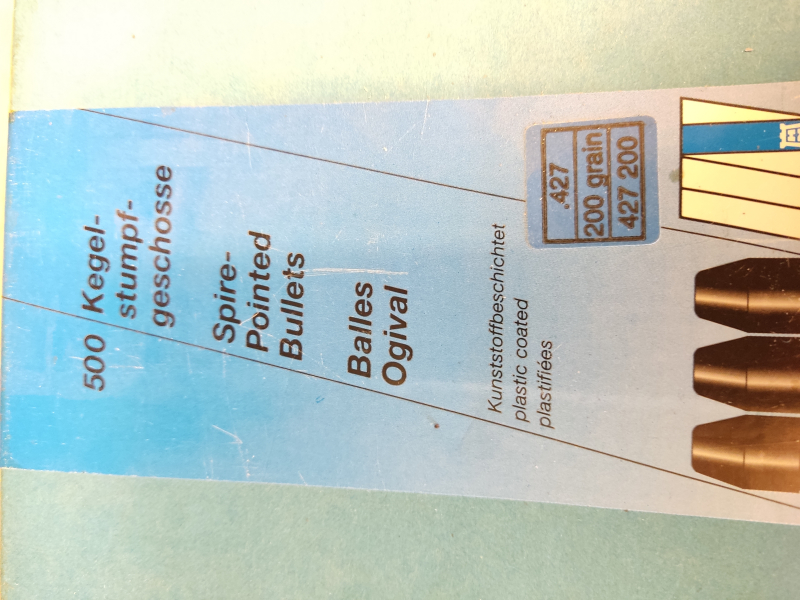 500 Kegel-
stumpf-
geschosse
Spire-
Pointed
Bullets
Balles
Ogival
Kunststoffbeschichtet
plastic coated
plastifiées
.427
200 grain
427 200